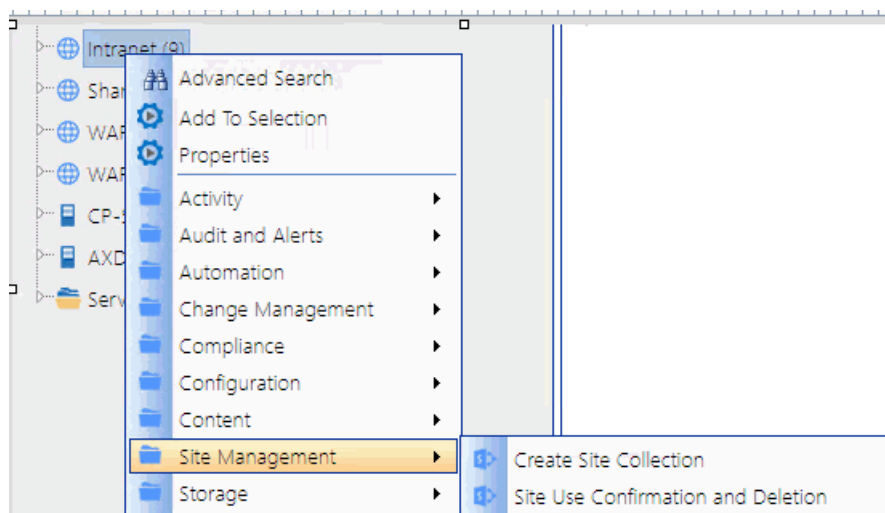 Intranet (9)
Advanced Search
Add To Selection
Properties
Activity
Audit and Alerts
Automation
Change Management
Compliance
Configuration
Content
Site Management
Create Site Collection
Storage
Site Use Confirmation and Deletion